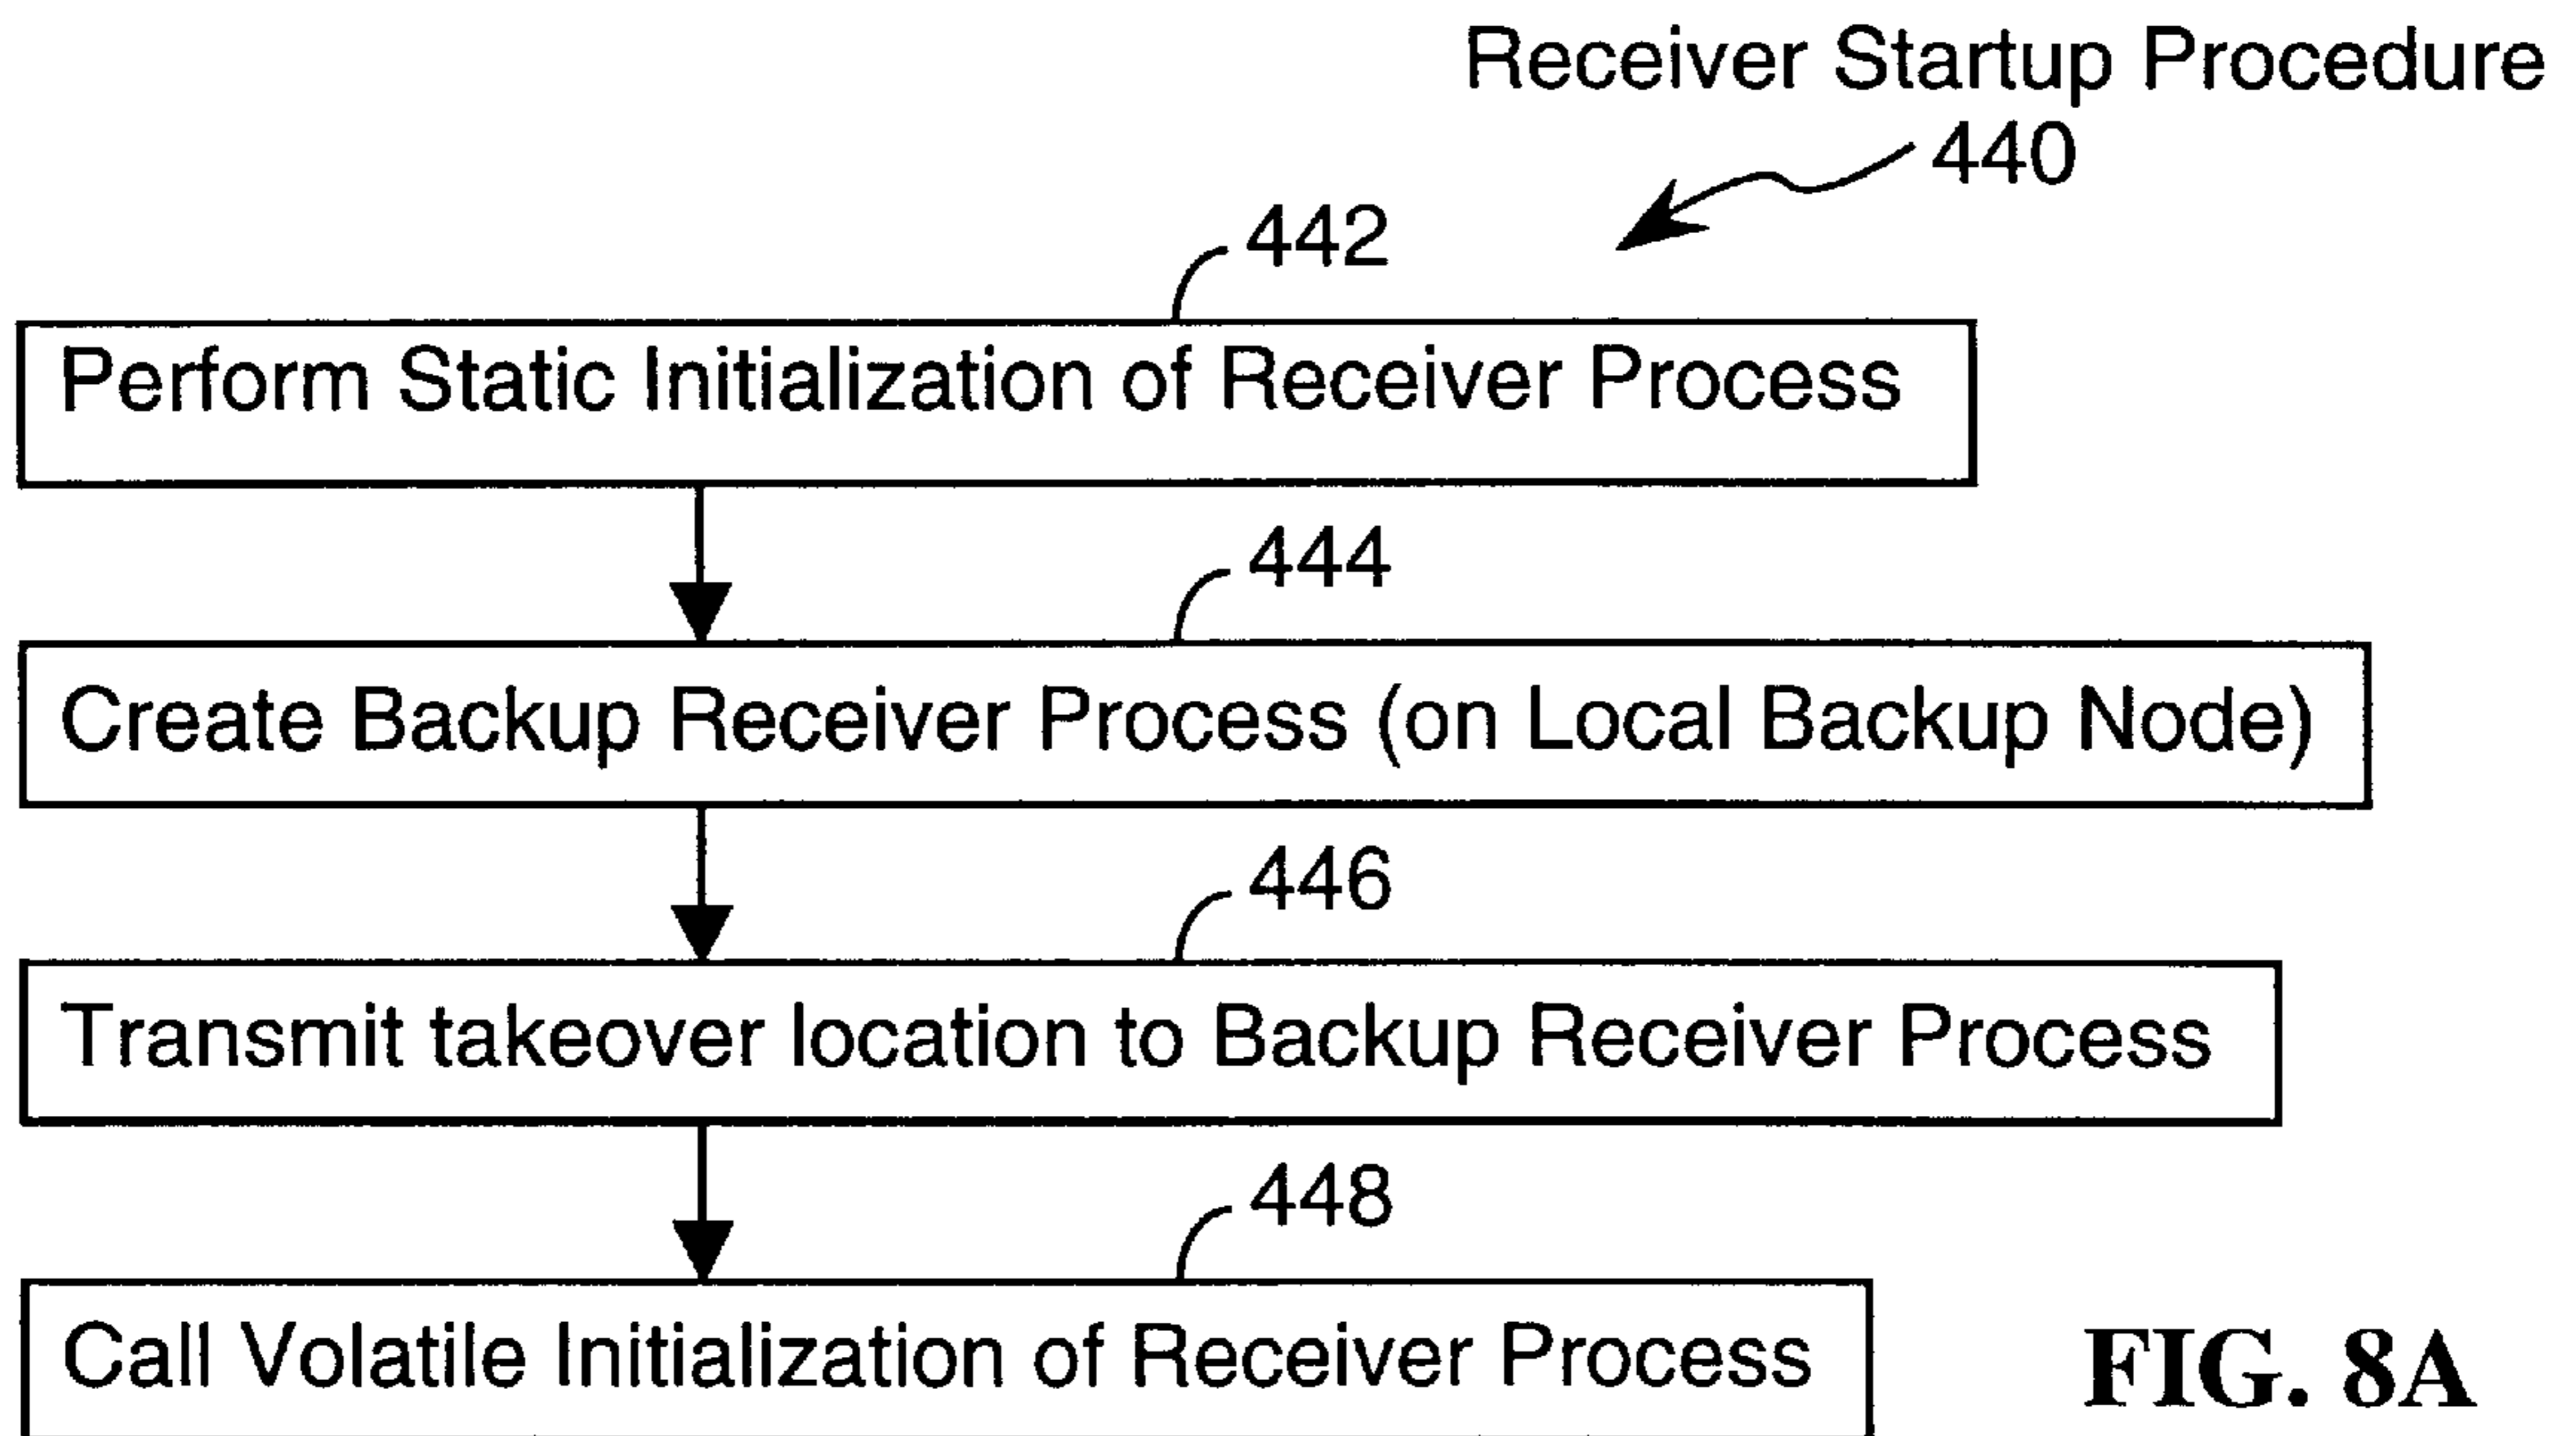 Receiver Startup Procedure
440
442
Perform Static Initialization of Receiver Process
444
Create Backup Receiver Process (on Local Backup Node)
446
Transmit takeover location to Backup Receiver Process
448
Call Volatile Initialization of Receiver Process
FIG. 8A